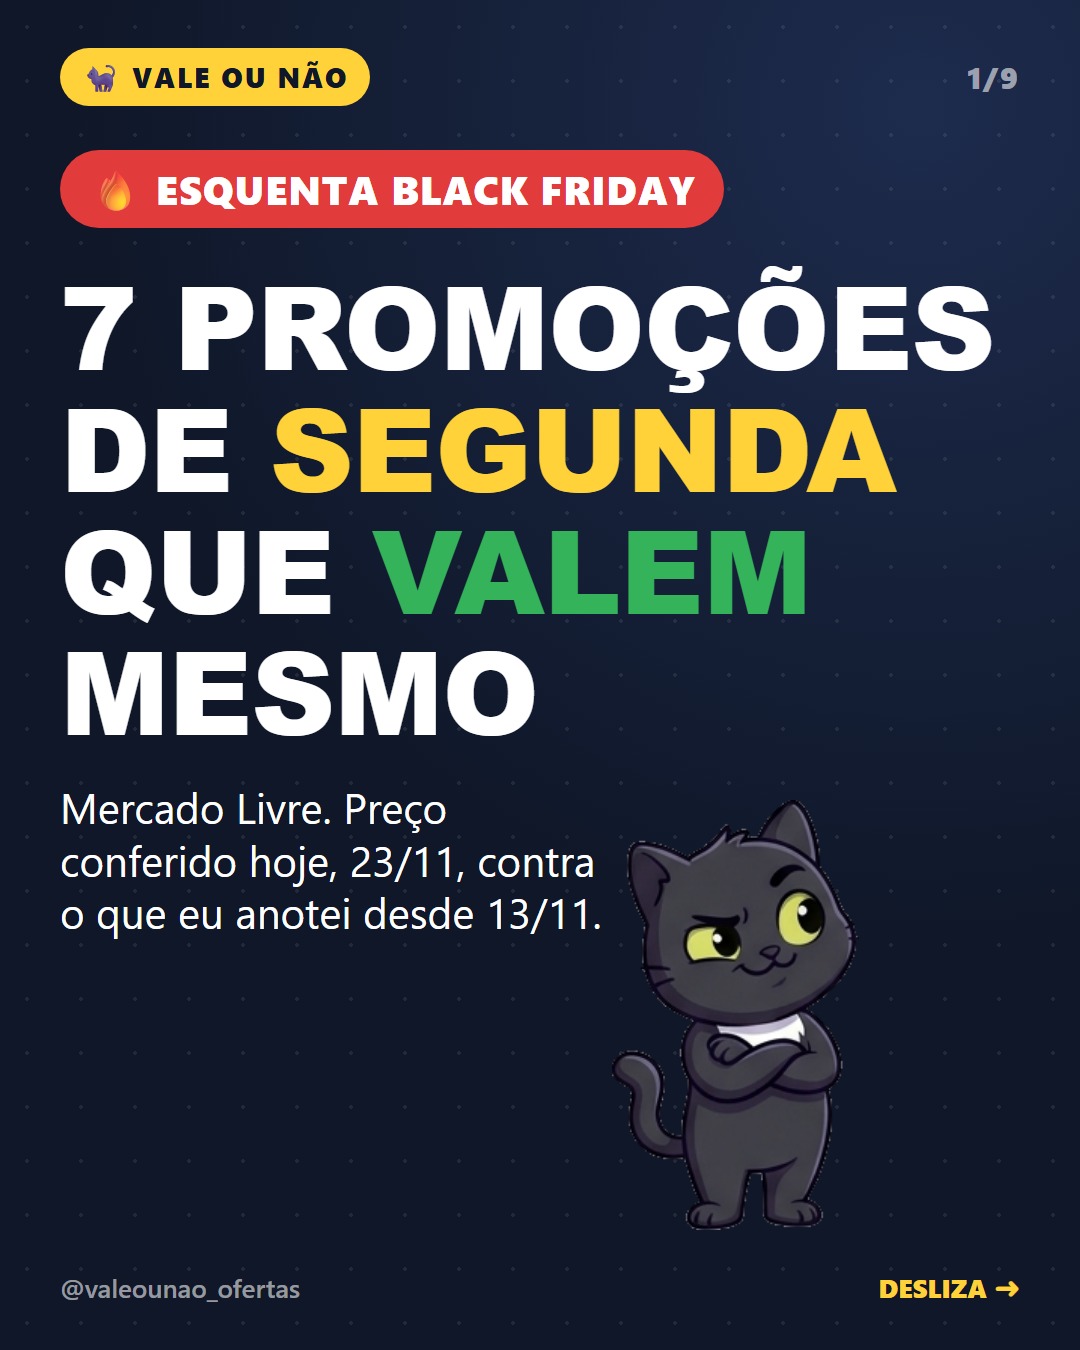 VALE OU NÃO
1/9
ESQUENTA BLACK FRIDAY
7 PROMOÇÕES
DE SEGUNDA
QUE VALEM
MESMO
Mercado Livre. Preço
conferido hoje, 23/11, contra
o que eu anotei desde 13/11.
@valeounao_ofertas
DESLIZA →